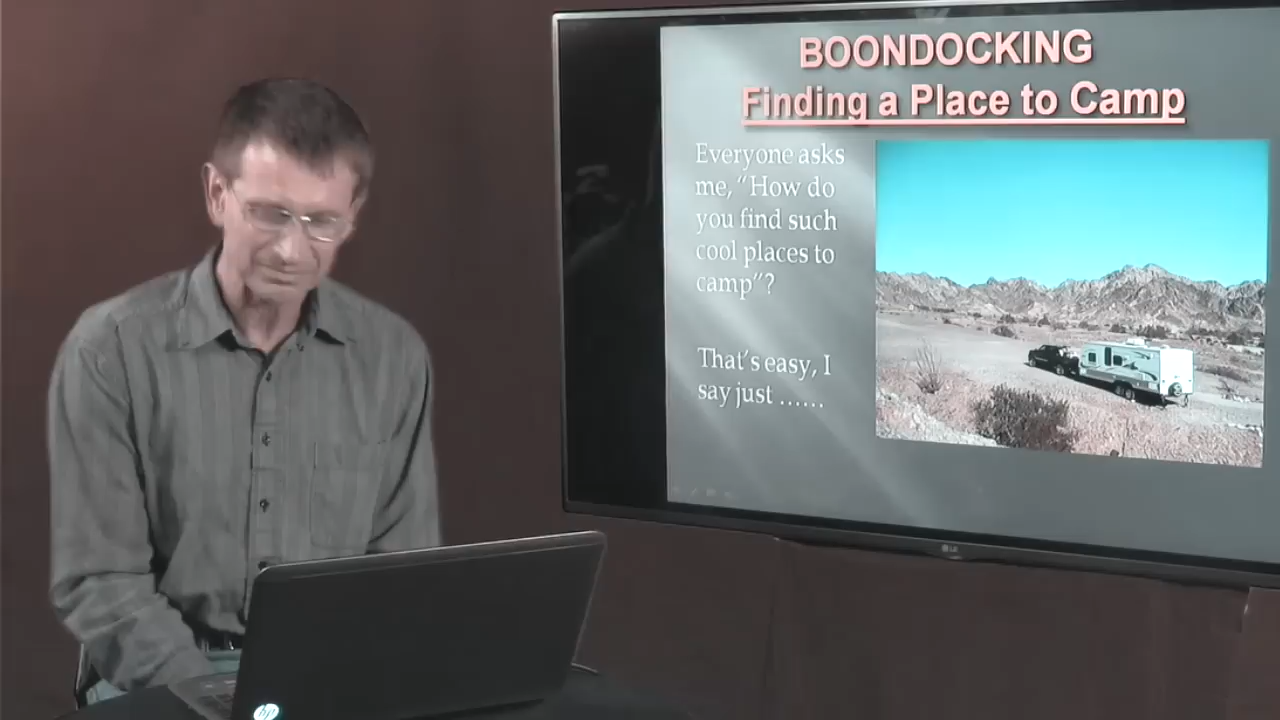 BOONDOCKING
Finding a Place to Camp
Everyone asks
me, “How do
you find such
cool places to
camp”?
That’s easy, I
say just ......
LG
hp